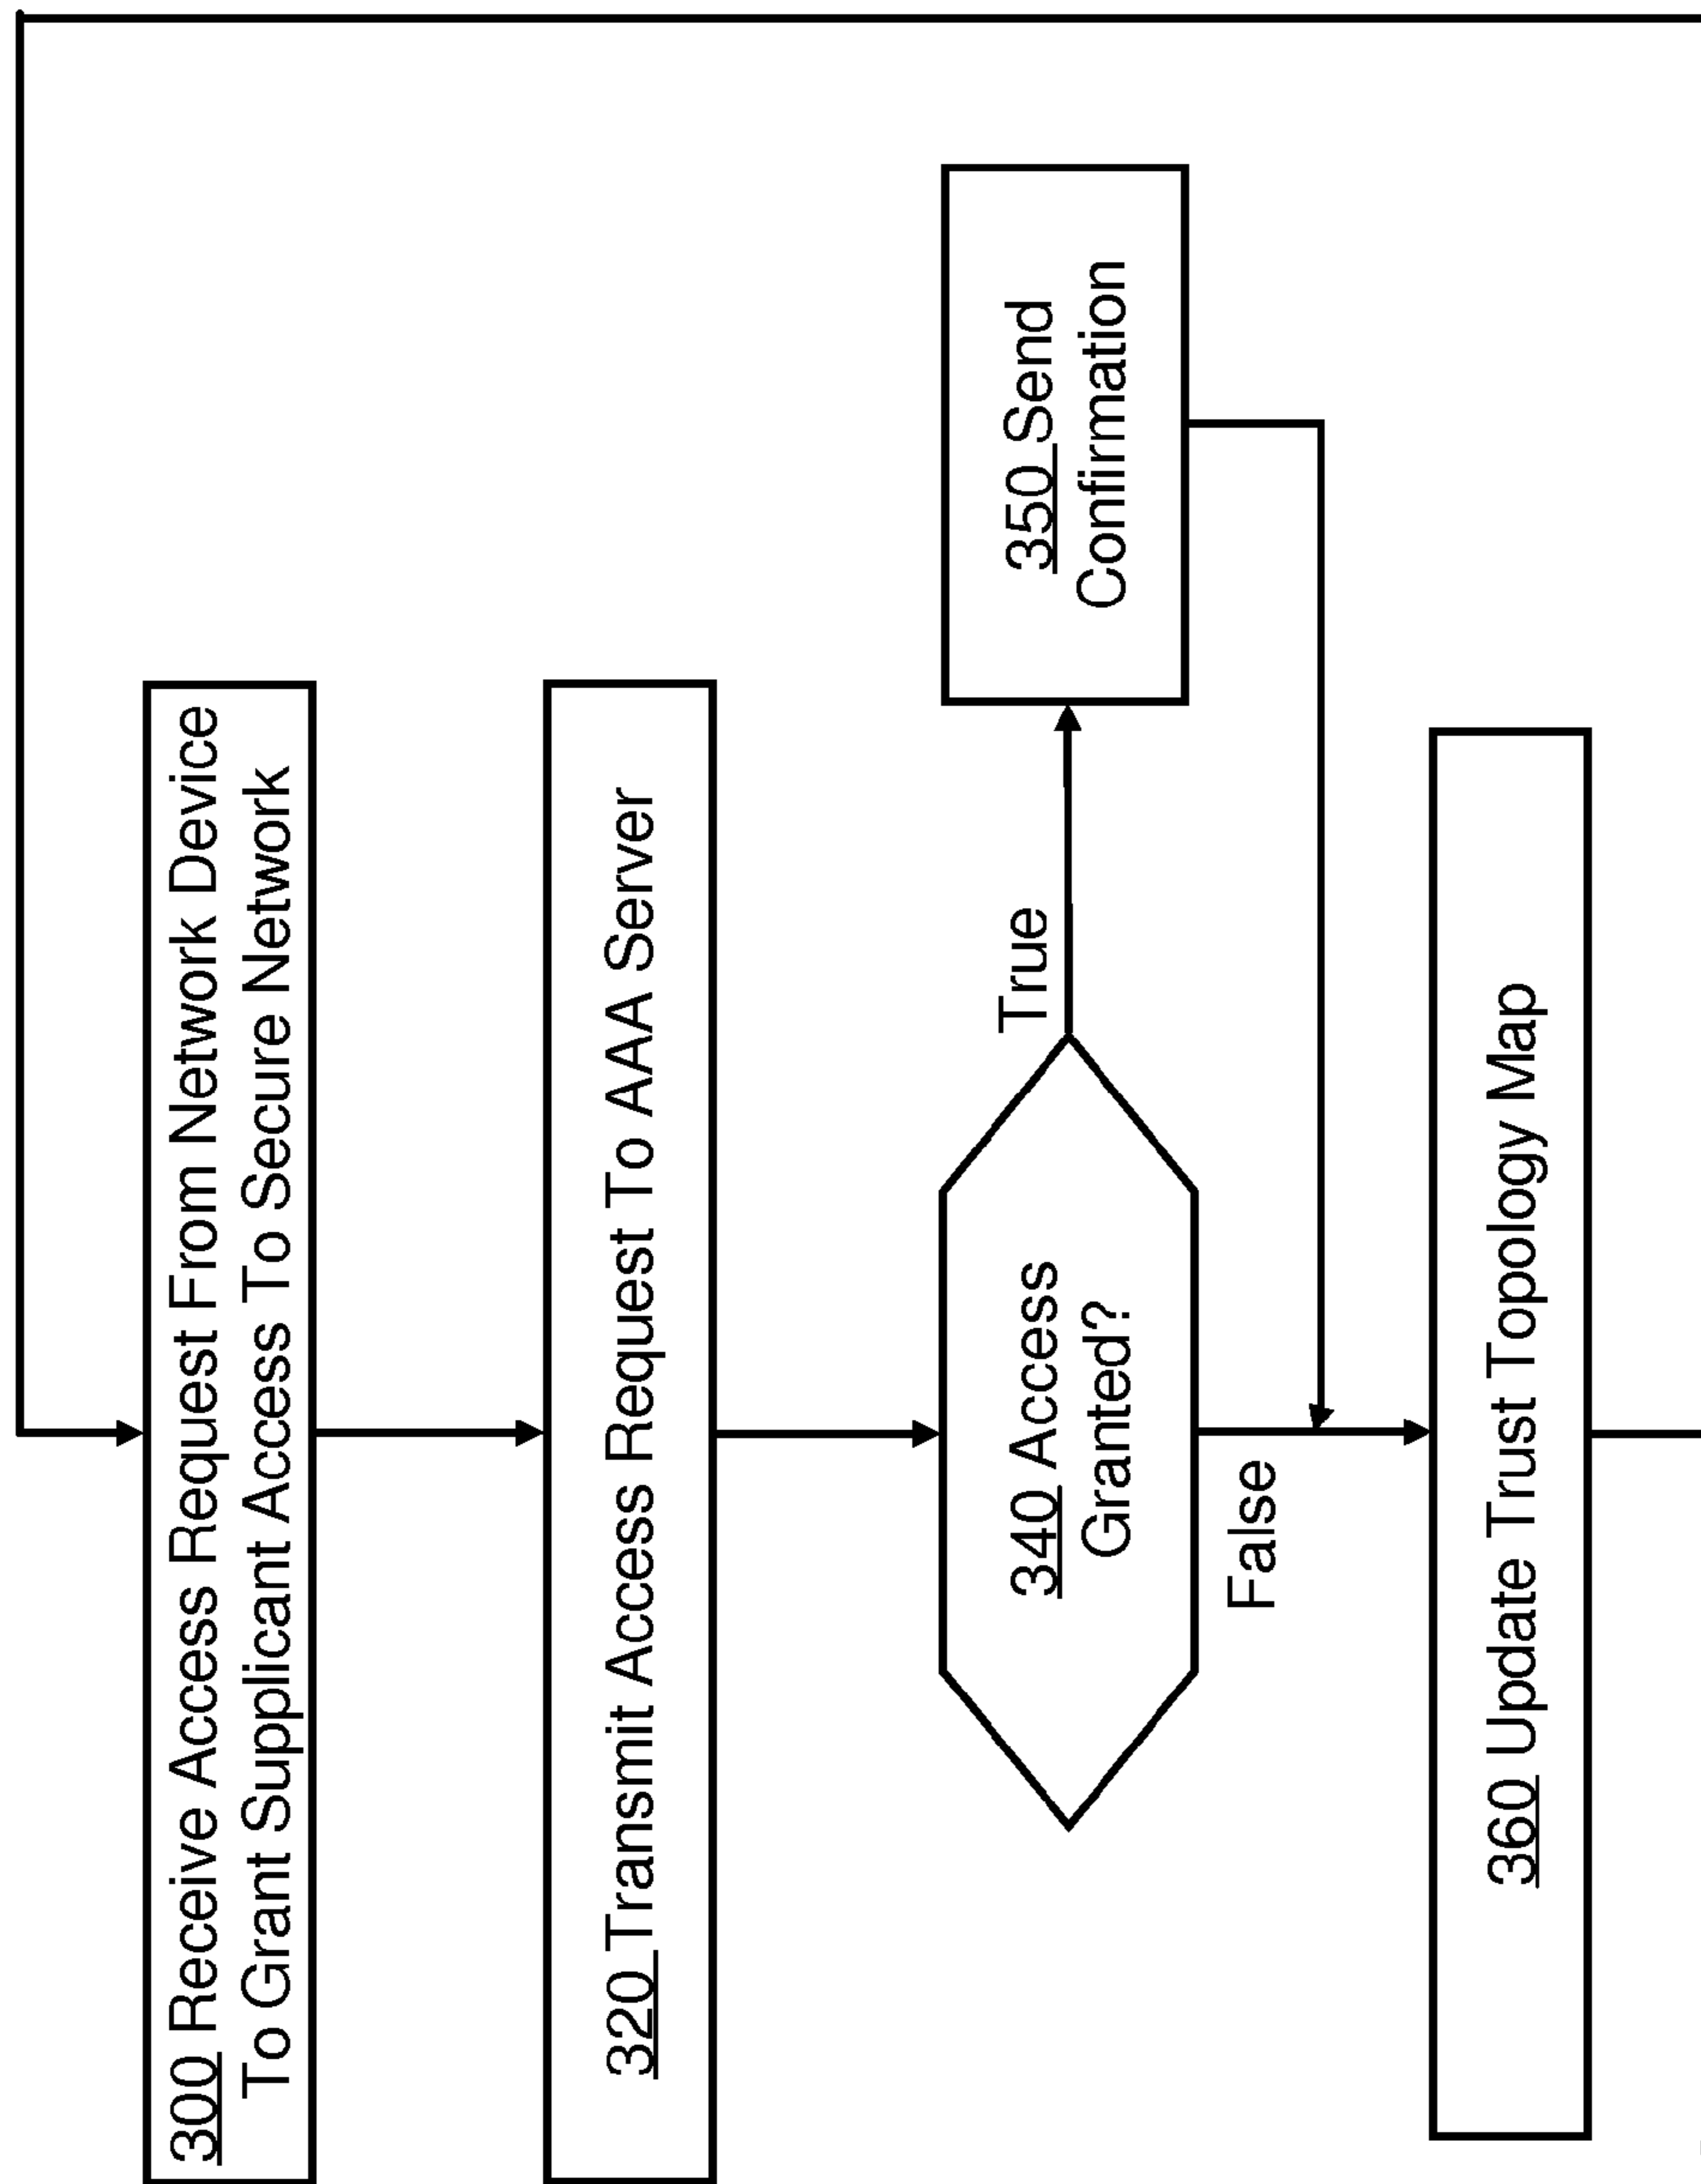 300 Receive Access Request From Network Device
To Grant Supplicant Access To Secure Network
320 Transmit Access Request To AAA Server
340 Access
Granted?
True
350 Send
Confirmation
False
360 Update Trust Topology Map